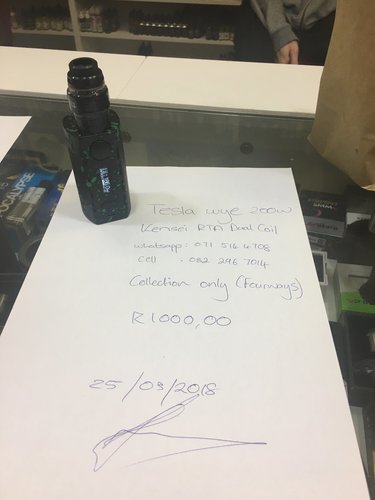 Tesla wye 200W
Kensei RTA Dual Coil
whatsapp : 071 516 4708
Cell : 082 296 7014
Collection only (Fourways)
R1000,00
25/09/2018